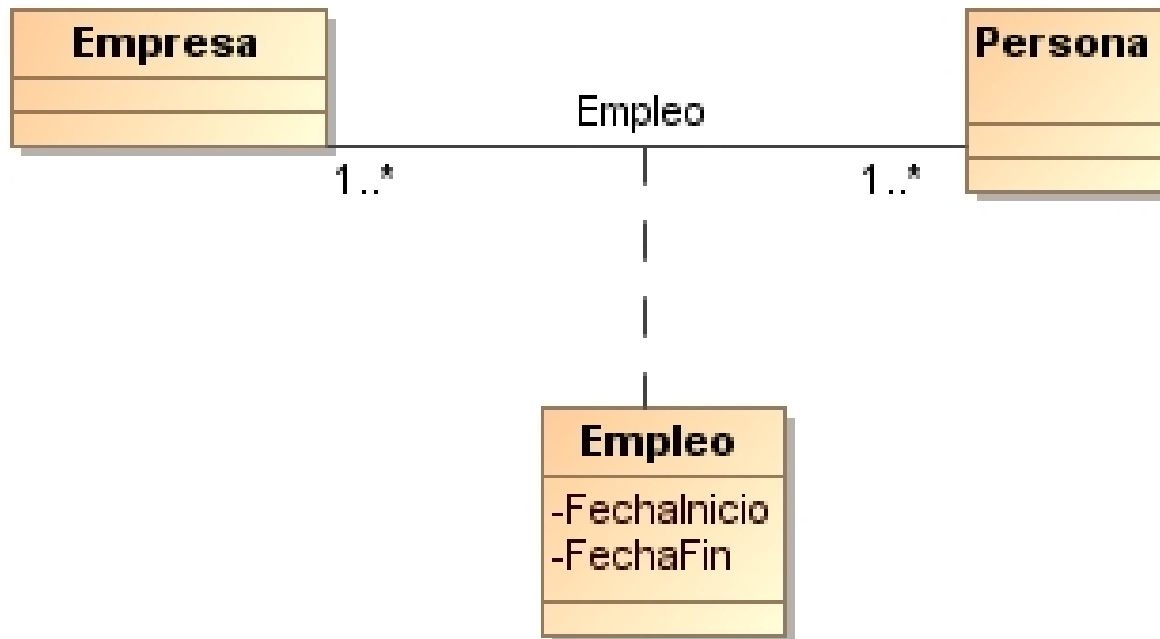 Empresa
Persona
Empleo
1..*
1..*
Empleo
-FechaInicio
-FechaFin